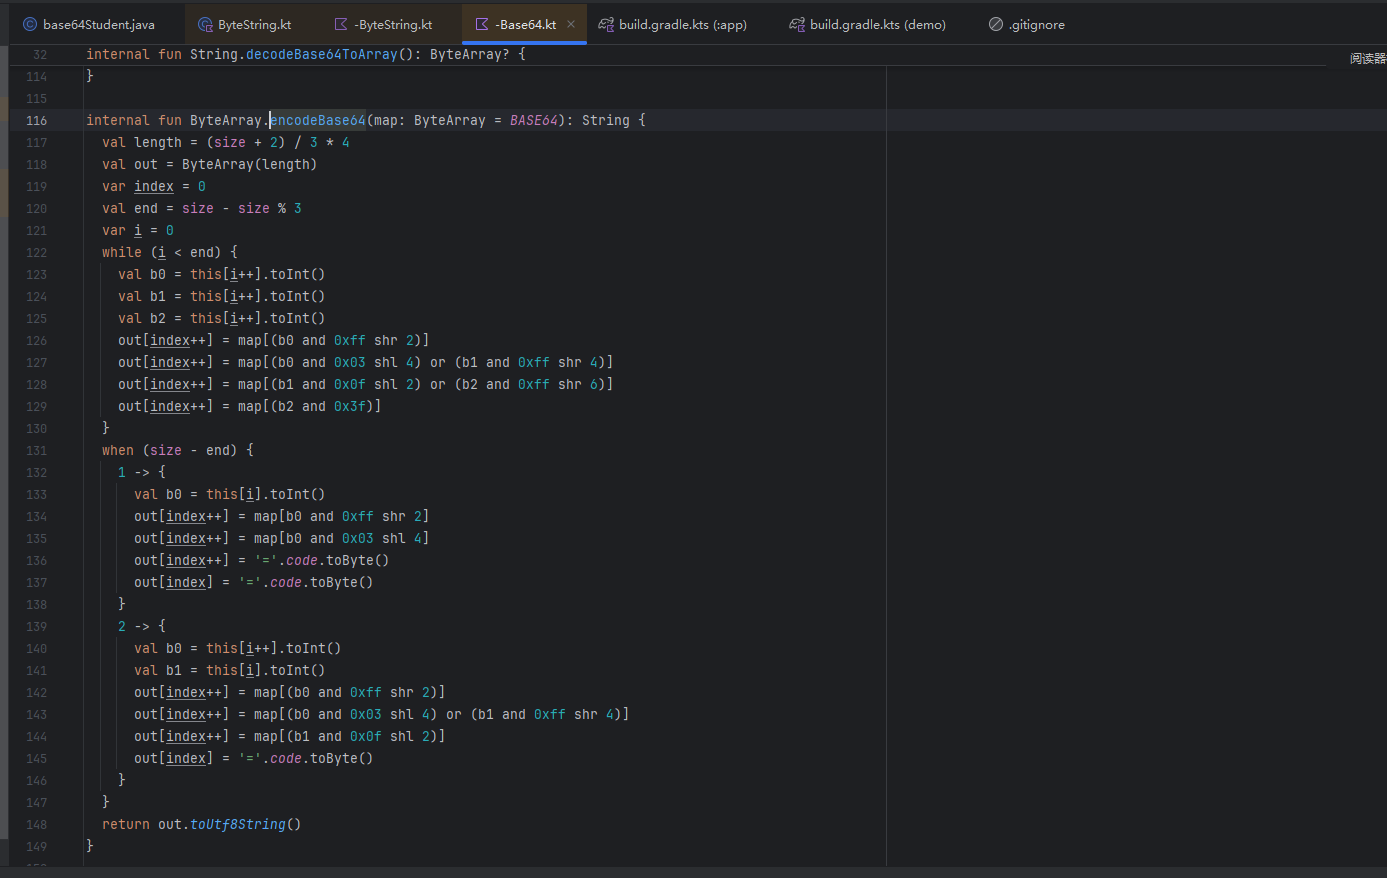 base64Student.java ByteString.kt -ByteString.kt -Base64.kt × build.gradle.kts (:app) build.gradle.kts (demo) .gitignore
32 internal fun String.decodeBase64ToArray(): ByteArray? {
阅读器
114 }
115
116 internal fun ByteArray.encodeBase64(map: ByteArray = BASE64): String {
117 val length = (size + 2) / 3 * 4
118 val out = ByteArray(length)
119 var index = 0
120 val end = size - size % 3
121 var i = 0
122 while (i < end) {
123 val b0 = this[i++].toInt()
124 val b1 = this[i++].toInt()
125 val b2 = this[i++].toInt()
126 out[index++] = map[(b0 and 0xff shr 2)]
127 out[index++] = map[(b0 and 0x03 shl 4) or (b1 and 0xff shr 4)]
128 out[index++] = map[(b1 and 0x0f shl 2) or (b2 and 0xff shr 6)]
129 out[index++] = map[(b2 and 0x3f)]
130 }
131 when (size - end) {
132 1 -> {
133 val b0 = this[i].toInt()
134 out[index++] = map[b0 and 0xff shr 2]
135 out[index++] = map[b0 and 0x03 shl 4]
136 out[index++] = '='.code.toByte()
137 out[index] = '='.code.toByte()
138 }
139 2 -> {
140 val b0 = this[i++].toInt()
141 val b1 = this[i].toInt()
142 out[index++] = map[(b0 and 0xff shr 2)]
143 out[index++] = map[(b0 and 0x03 shl 4) or (b1 and 0xff shr 4)]
144 out[index++] = map[(b1 and 0x0f shl 2)]
145 out[index] = '='.code.toByte()
146 }
147 }
148 return out.toUtf8String()
149 }